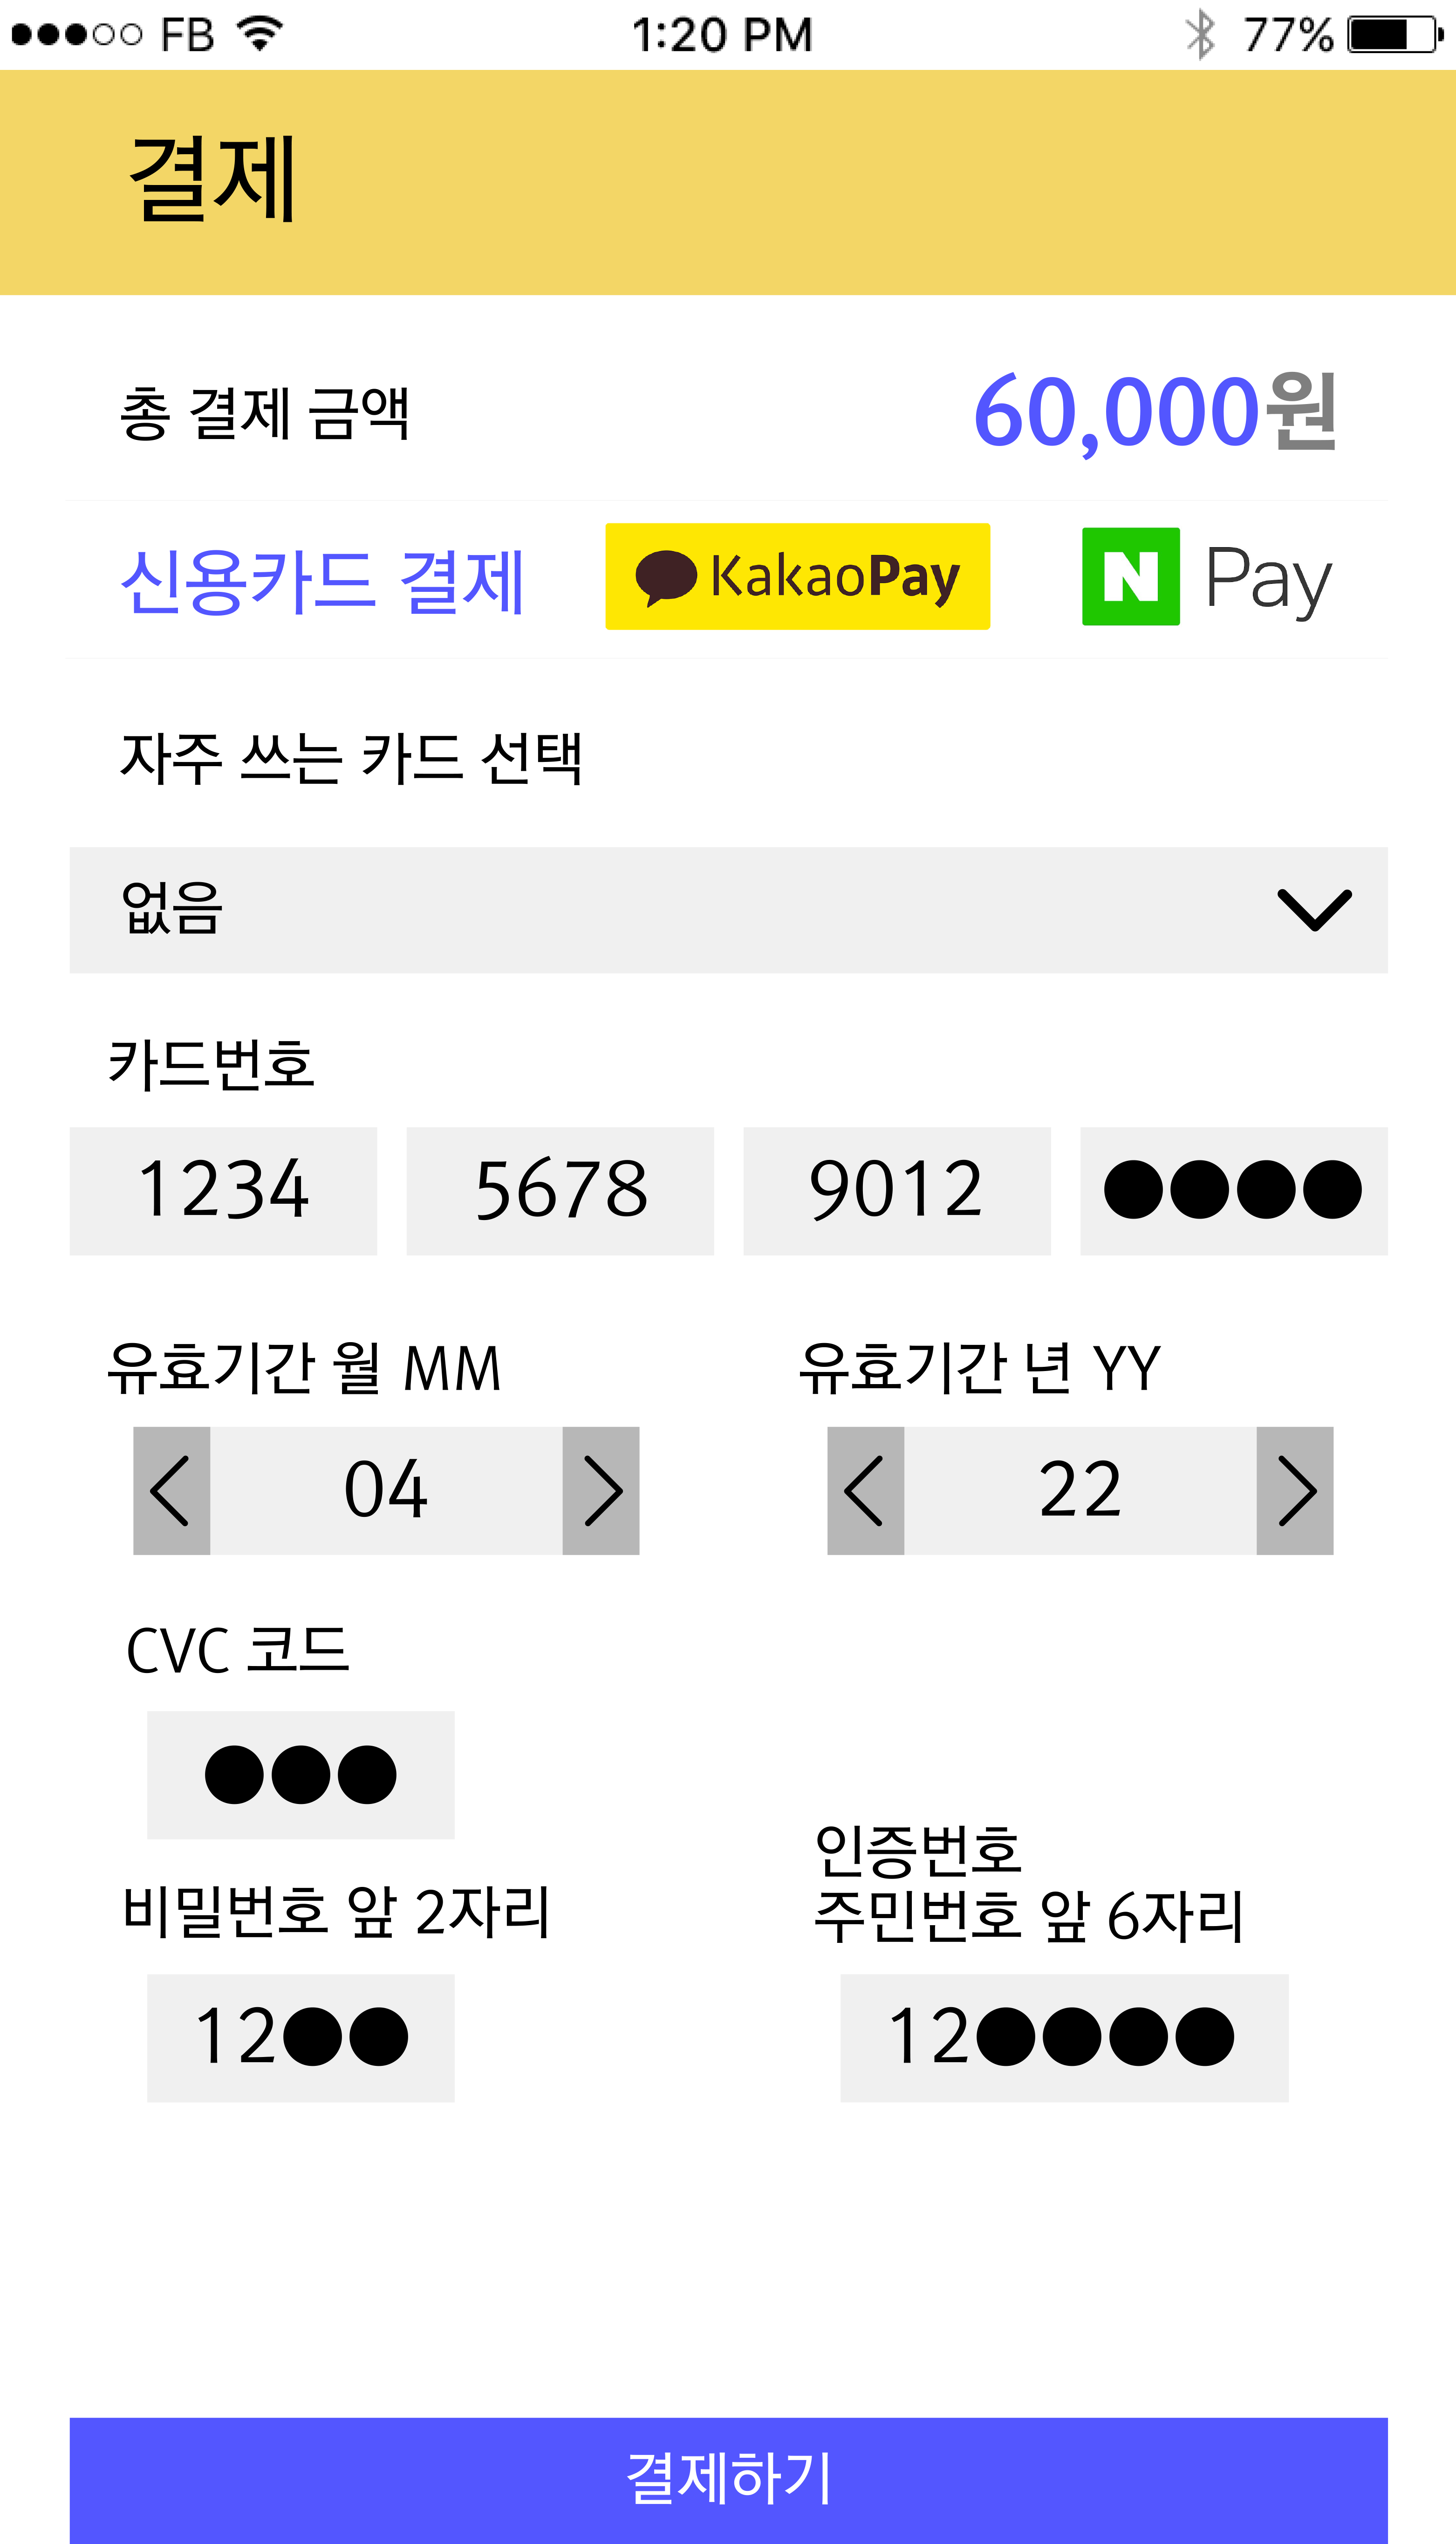 FB 1:20 PM 77%
결제
총 결제 금액 60,000원
신용카드 결제 KakaoPay N Pay
자주 쓰는 카드 선택
없음
카드번호
1234 5678 9012 ●●●●
유효기간 월 MM 유효기간 년 YY
< 04 > < 22 >
CVC 코드
●●●
비밀번호 앞 2자리
12●●
인증번호
주민번호 앞 6자리
12●●●●
결제하기